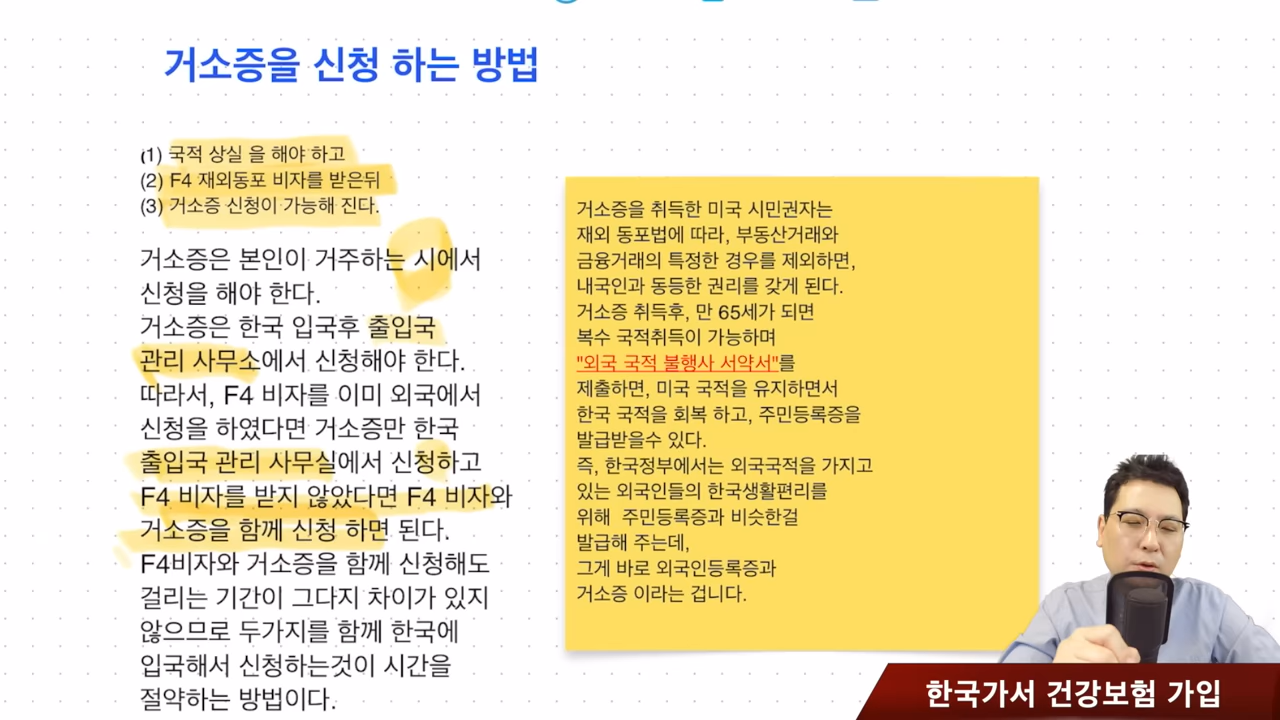 거소증을 신청 하는 방법
(1) 국적 상실 을 해야 하고
(2) F4 재외동포 비자를 받은뒤
(3) 거소증 신청이 가능해 진다.
거소증은 본인이 거주하는 시에서
신청을 해야 한다.
거소증은 한국 입국후 출입국
관리 사무소에서 신청해야 한다.
따라서, F4 비자를 이미 외국에서
신청을 하였다면 거소증만 한국
출입국 관리 사무실에서 신청하고
F4 비자를 받지 않았다면 F4 비자와
거소증을 함께 신청 하면 된다.
F4비자와 거소증을 함께 신청해도
걸리는 기간이 그다지 차이가 있지
않으므로 두가지를 함께 한국에
입국해서 신청하는것이 시간을
절약하는 방법이다.
거소증을 취득한 미국 시민권자는
재외 동포법에 따라, 부동산거래와
금융거래의 특정한 경우를 제외하면,
내국인과 동등한 권리를 갖게 된다.
거소증 취득후, 만 65세가 되면
복수 국적취득이 가능하며
"외국 국적 불행사 서약서"를
제출하면, 미국 국적을 유지하면서
한국 국적을 회복 하고, 주민등록증을
발급받을수 있다.
즉, 한국정부에서는 외국국적을 가지고
있는 외국인들의 한국생활편리를
위해 주민등록증과 비슷한걸
발급해 주는데,
그게 바로 외국인등록증과
거소증 이라는 겁니다.
한국가서 건강보험 가입